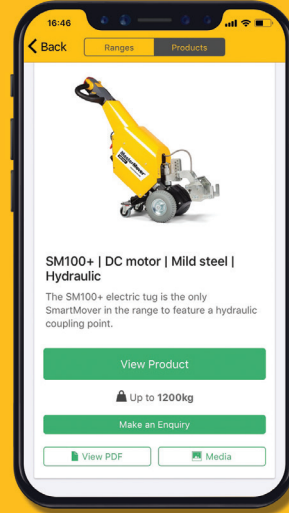 16:46
Back
Ranges
Products
MasterMover
SM100+ | DC motor | Mild steel |
Hydraulic
The SM100+ electric tug is the only
SmartMover in the range to feature a hydraulic
coupling point.
View Product
Up to 1200kg
Make an Enquiry
View PDF
Media